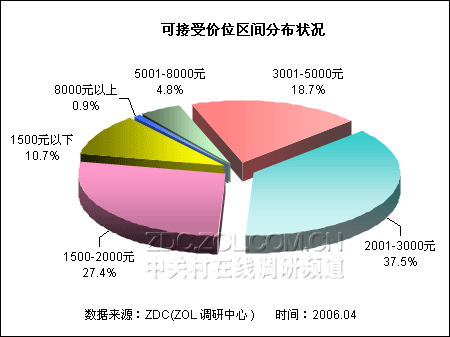 可接受价位区间分布状况
5001-8000元
4.8%
3001-5000元
18.7%
8000元以上
0.9%
1500元以下
10.7%
1500-2000元
27.4%
2001-3000元
37.5%
ZDC.ZOL.COM.CN
中关村在线调研频道
数据来源：ZDC(ZOL 调研中心 ) 时间：2006.04